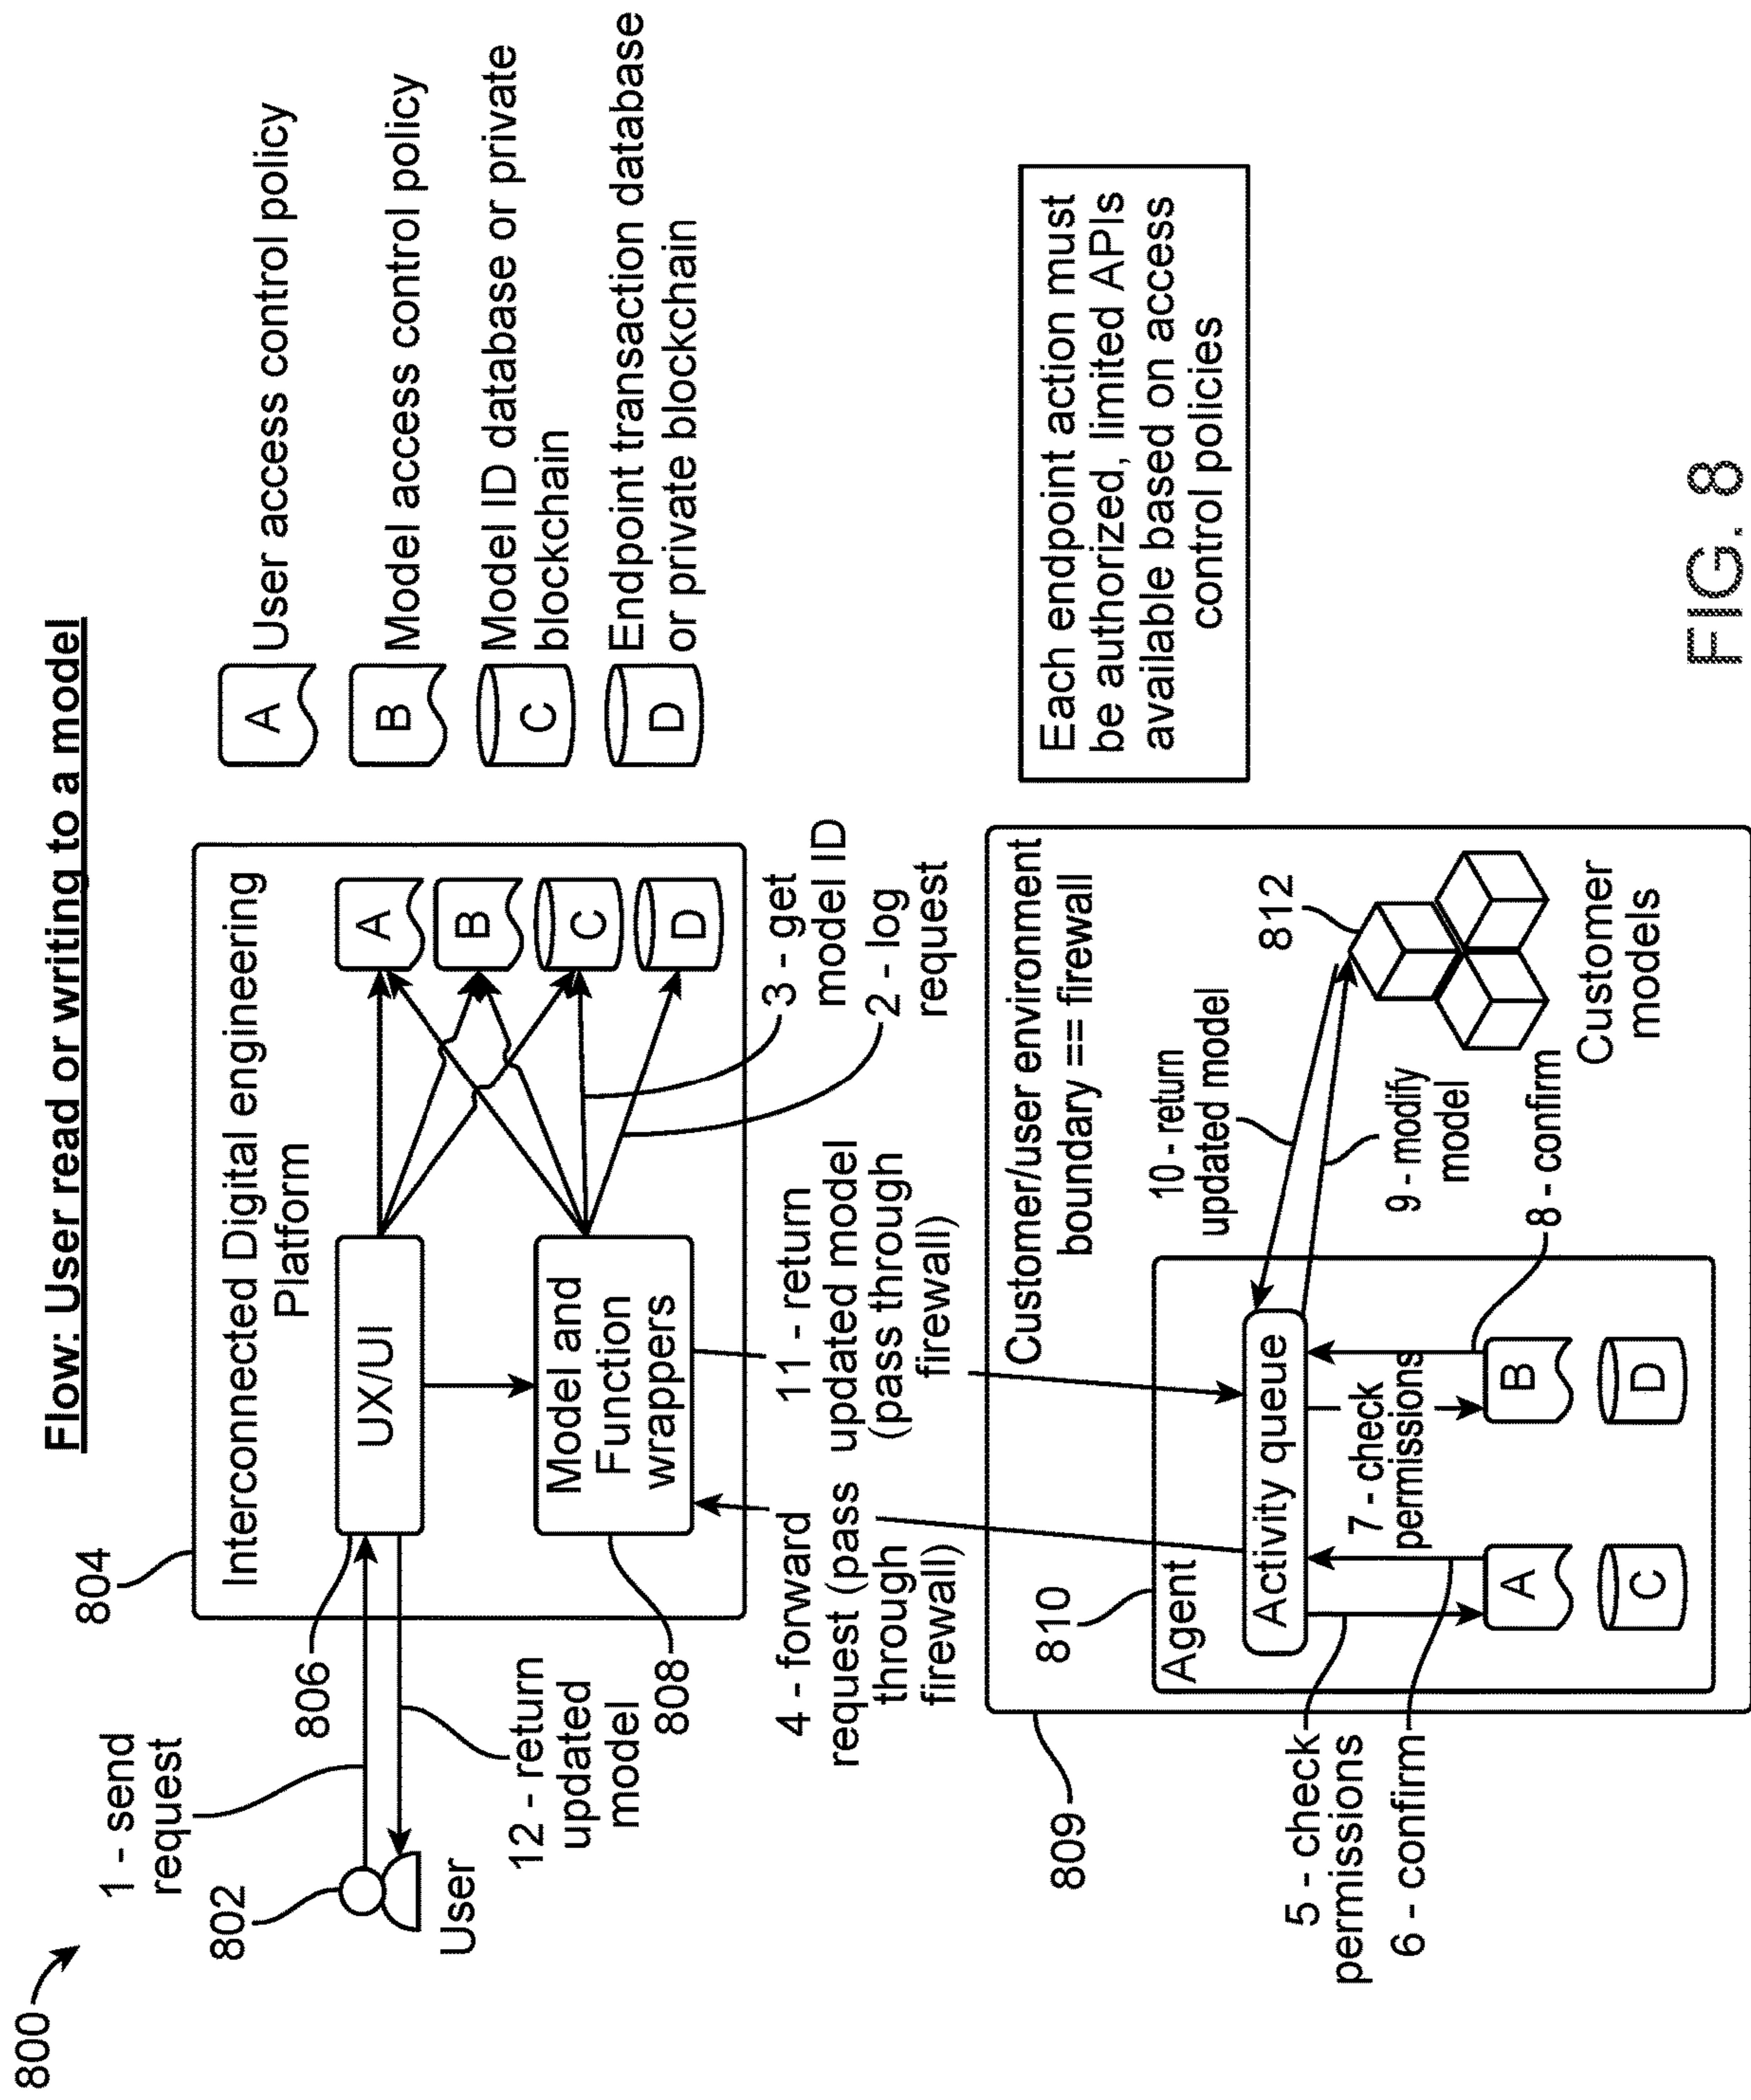 800
Flow: User read or writing to a model
1 - send
request
802
User
12 - return
updated
model
804
806
808
Interconnected Digital engineering
Platform
UX/UI
Model and
Function
wrappers
A
B
C
D
3 - get
model ID
2 - log
request
A
User access control policy
B
Model access control policy
C
Model ID database or private
blockchain
D
Endpoint transaction database
or private blockchain
4 - forward
request (pass
through
firewall)
11 - return
updated model
(pass through
firewall)
809
Customer/user environment
boundary == firewall
810
Agent
Activity queue
5 - check
permissions
6 - confirm
7 - check
permissions
8 - confirm
A
B
C
D
10 - return
updated model
9 - modify
model
812
Customer
models
Each endpoint action must
be authorized, limited APIs
available based on access
control policies
FIG. 8